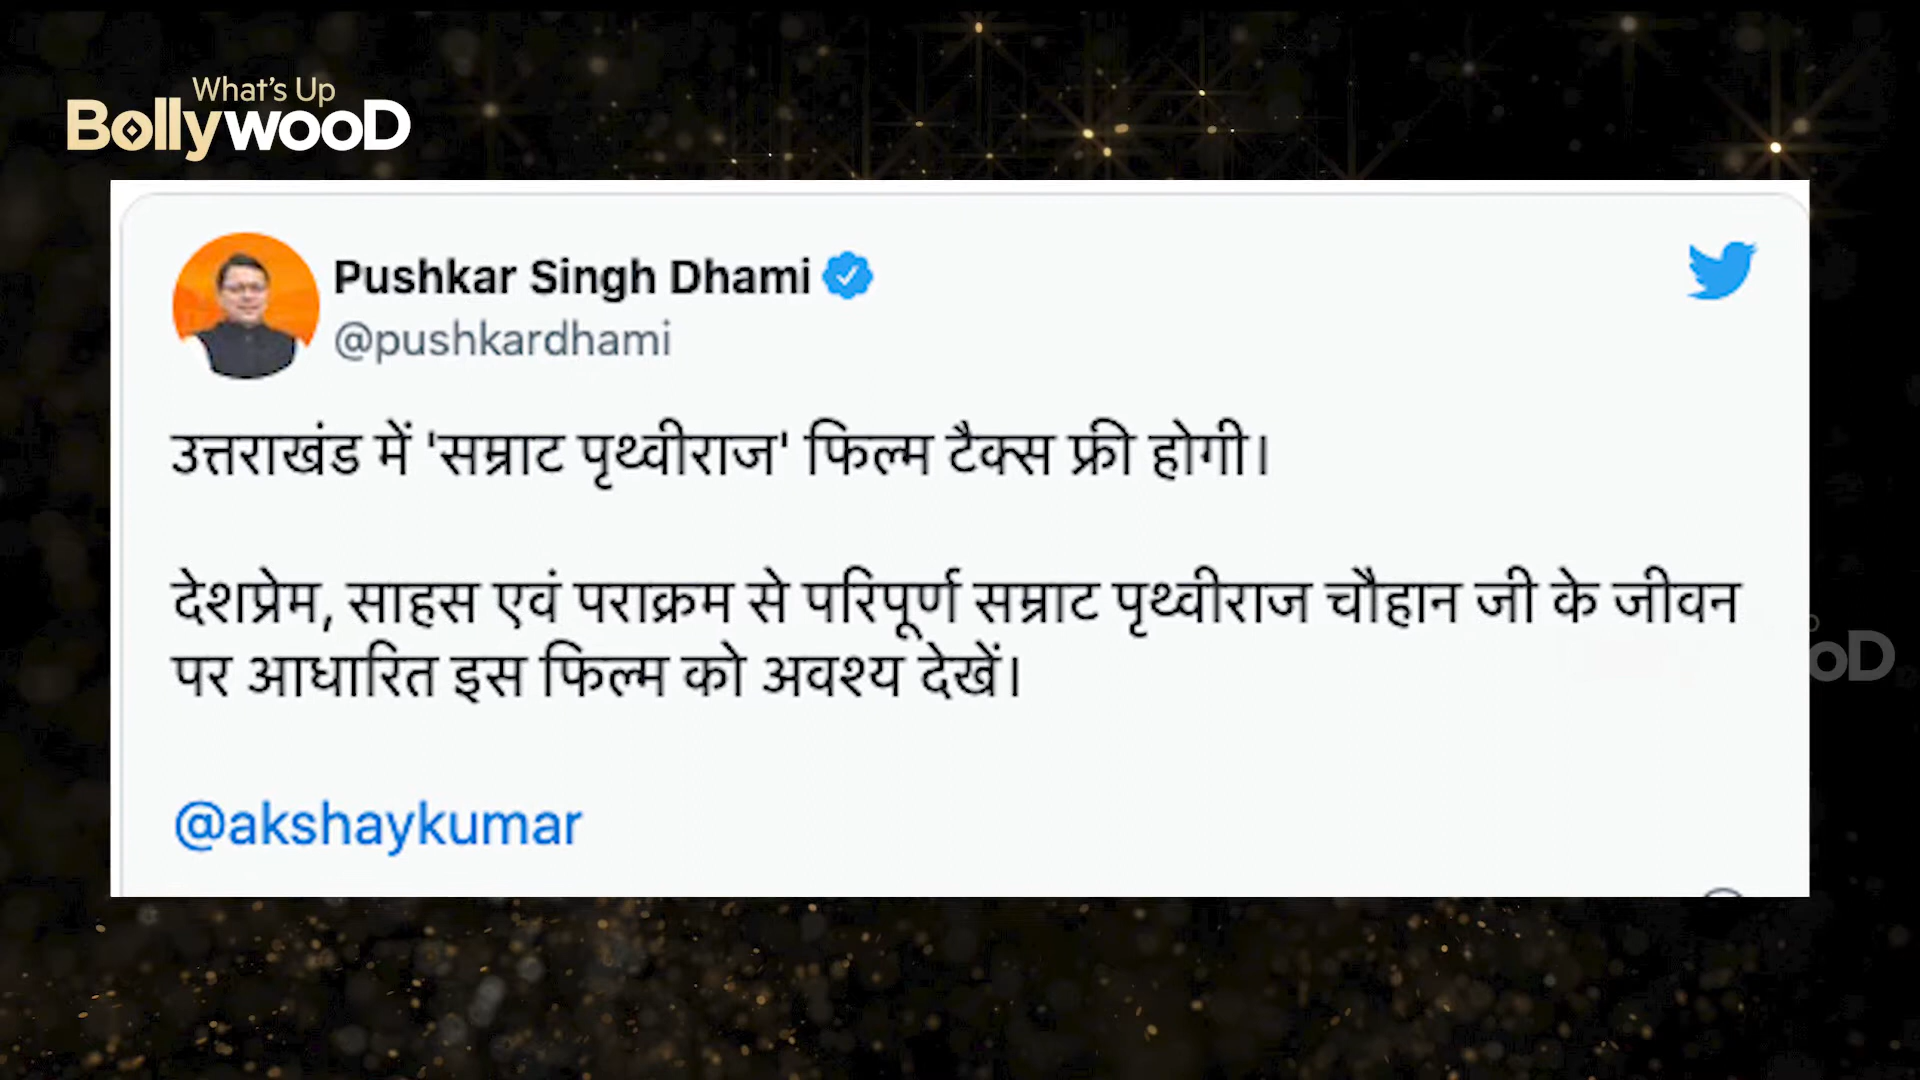 What's Up
BollywooD
Pushkar Singh Dhami
@pushkardhami
उत्तराखंड में 'सम्राट पृथ्वीराज' फिल्म टैक्स फ्री होगी।
देशप्रेम, साहस एवं पराक्रम से परिपूर्ण सम्राट पृथ्वीराज चौहान जी के जीवन
पर आधारित इस फिल्म को अवश्य देखें।
@akshaykumar